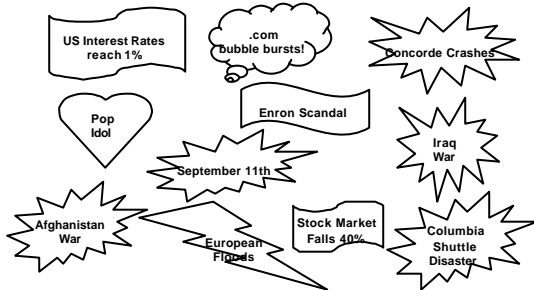 US Interest Rates
reach 1%
.com
bubble bursts!
Concorde Crashes
Pop
Idol
Enron Scandal
Iraq
War
September 11th
Afghanistan
War
European
Floods
Stock Market
Falls 40%
Columbia
Shuttle
Disaster